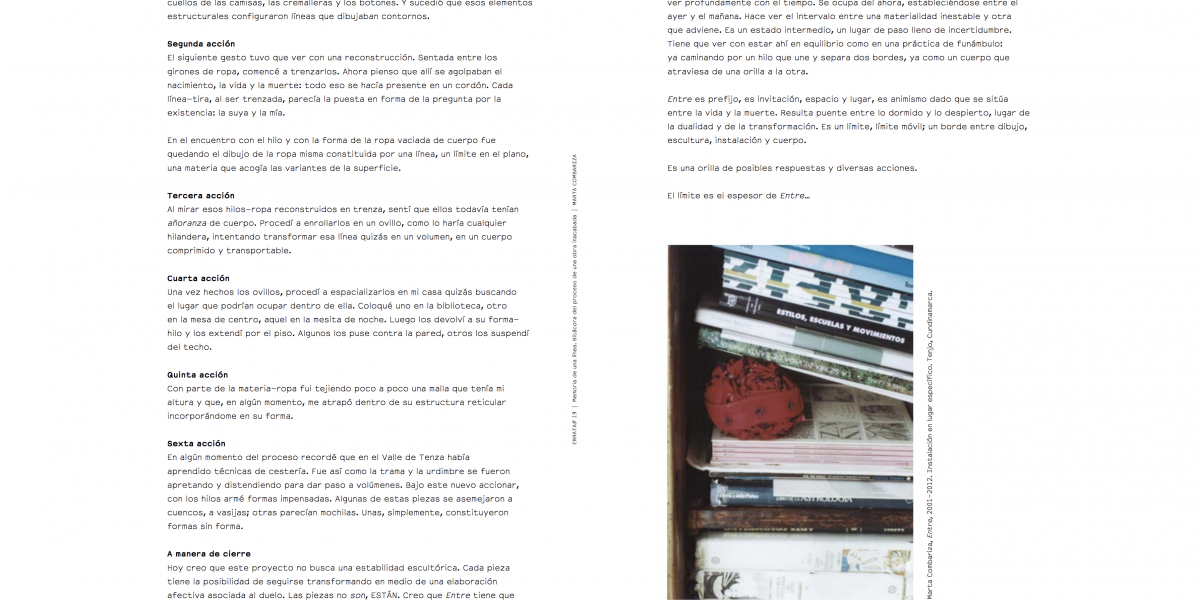 cuellos de las camisas, las cremalleras y los botones. Y sucedió que esos elementos
estructurales configuraron líneas que dibujaban contornos.
Segunda acción
El siguiente gesto tuvo que ver con una reconstrucción. Sentada entre los
girones de ropa, comencé a trenzarlos. Ahora pienso que allí se agolpaban el
nacimiento, la vida y la muerte: todo eso se hacía presente en un cordón. Cada
línea–tira, al ser trenzada, parecía la puesta en forma de la pregunta por la
existencia: la suya y la mía.
En el encuentro con el hilo y con la forma de la ropa vaciada de cuerpo fue
quedando el dibujo de la ropa misma constituida por una línea, un límite en el plano,
una materia que acogía las variantes de la superficie.
Tercera acción
Al mirar esos hilos–ropa reconstruidos en trenza, sentí que ellos todavía tenían
añoranza de cuerpo. Procedí a enrollarlos en un ovillo, como lo haría cualquier
hilandera, intentando transformar esa línea quizás en un volumen, en un cuerpo
comprimido y transportable.
Cuarta acción
Una vez hechos los ovillos, procedí a espacializarlos en mi casa quizás buscando
el lugar que podrían ocupar dentro de ella. Coloqué uno en la biblioteca, otro
en la mesa de centro, aquel en la mesita de noche. Luego los devolví a su forma–
hilo y los extendí por el piso. Algunos los puse contra la pared, otros los suspendí
del techo.
Quinta acción
Con parte de la materia–ropa fui tejiendo poco a poco una malla que tenía mi
altura y que, en algún momento, me atrapó dentro de su estructura reticular
incorporándome en su forma.
Sexta acción
En algún momento del proceso recordé que en el Valle de Tenza había
aprendido técnicas de cestería. Fue así como la trama y la urdimbre se fueron
apretando y distendiendo para dar paso a volúmenes. Bajo este nuevo accionar,
con los hilos armé formas impensadas. Algunas de estas piezas se asemejaron a
cuencos, a vasijas; otras parecían mochilas. Unas, simplemente, constituyeron
formas sin forma.
A manera de cierre
Hoy creo que este proyecto no busca una estabilidad escultórica. Cada pieza
tiene la posibilidad de seguirse transformando en medio de una elaboración
afectiva asociada al duelo. Las piezas no son, ESTÁN. Creo que Entre tiene que
ERRATA# 19 | Memoria de una línea. Bitácora del proceso de una obra inacabada | MARTA COMBARIZA
ver profundamente con el tiempo. Se ocupa del ahora, estableciéndose entre el
ayer y el mañana. Hace ver el intervalo entre una materialidad inestable y otra
que adviene. Es un estado intermedio, un lugar de paso lleno de incertidumbre.
Tiene que ver con estar ahí en equilibrio como en una práctica de funámbulo:
ya caminando por un hilo que une y separa dos bordes, ya como un cuerpo que
atraviesa de una orilla a la otra.
Entre es prefijo, es invitación, espacio y lugar, es animismo dado que se sitúa
entre la vida y la muerte. Resulta puente entre lo dormido y lo despierto, lugar de
la dualidad y de la transformación. Es un límite, límite móvil; un borde entre dibujo,
escultura, instalación y cuerpo.
Es una orilla de posibles respuestas y diversas acciones.
El límite es el espesor de Entre…
ESTILOS, ESCUELAS Y MOVIMIENTOS
Marta Combariza, Entre, 2001–2012. Instalación en lugar específico. Tenjo, Cundinamarca.